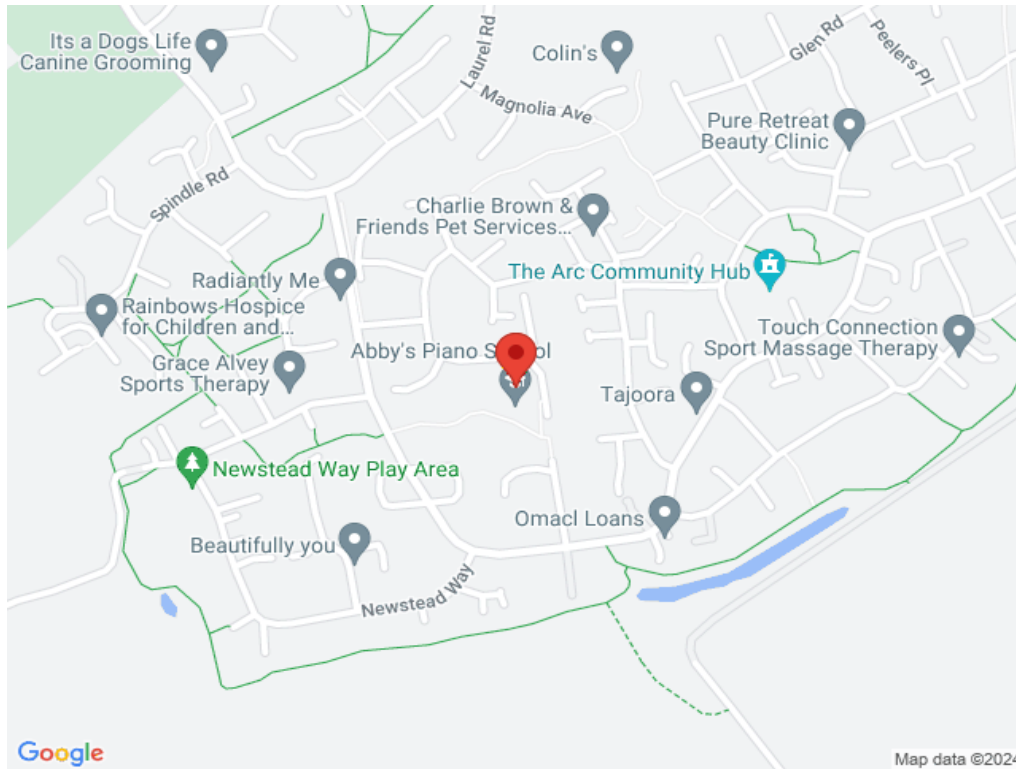 Its a Dogs Life
Canine Grooming
Laurel Rd
Colin's
Glen Rd
Peelers Pl
Magnolia Ave
Pure Retreat
Beauty Clinic
Spindle Rd
Charlie Brown &
Friends Pet Services...
The Arc Community Hub
Radiantly Me
Rainbows Hospice
for Children and...
Touch Connection
Sport Massage Therapy
Abby's Piano
Grace Alvey
Sports Therapy
Tajoora
Newstead Way Play Area
Omacl Loans
Beautifully you
Newstead Way
Google
Map data ©2024